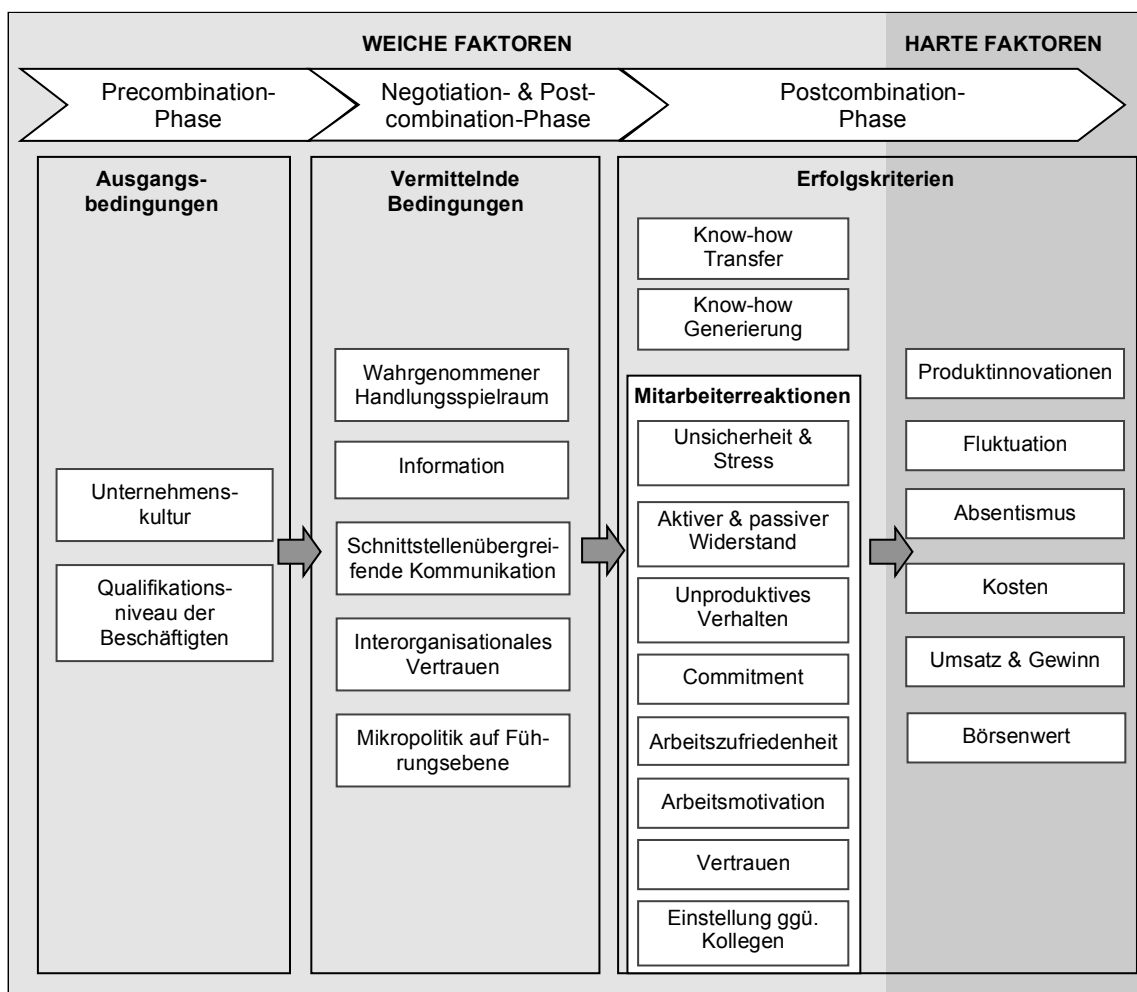 WEICHE FAKTOREN
HARTE FAKTOREN
Precombination-
Phase
Negotiation- & Post-
combination-Phase
Postcombination-
Phase
Ausgangs-
bedingungen
Unternehmens-
kultur
Qualifikations-
niveau der
Beschäftigten
Vermittelnde
Bedingungen
Wahrgenommener
Handlungsspielraum
Information
Schnittstellenübergrei-
fende Kommunikation
Interorganisationales
Vertrauen
Mikropolitik auf Füh-
rungsebene
Erfolgskriterien
Know-how
Transfer
Know-how
Generierung
Mitarbeiterreaktionen
Unsicherheit &
Stress
Aktiver & passiver
Widerstand
Unproduktives
Verhalten
Commitment
Arbeitszufriedenheit
Arbeitsmotivation
Vertrauen
Einstellung ggü.
Kollegen
Produktinnovationen
Fluktuation
Absentismus
Kosten
Umsatz & Gewinn
Börsenwert